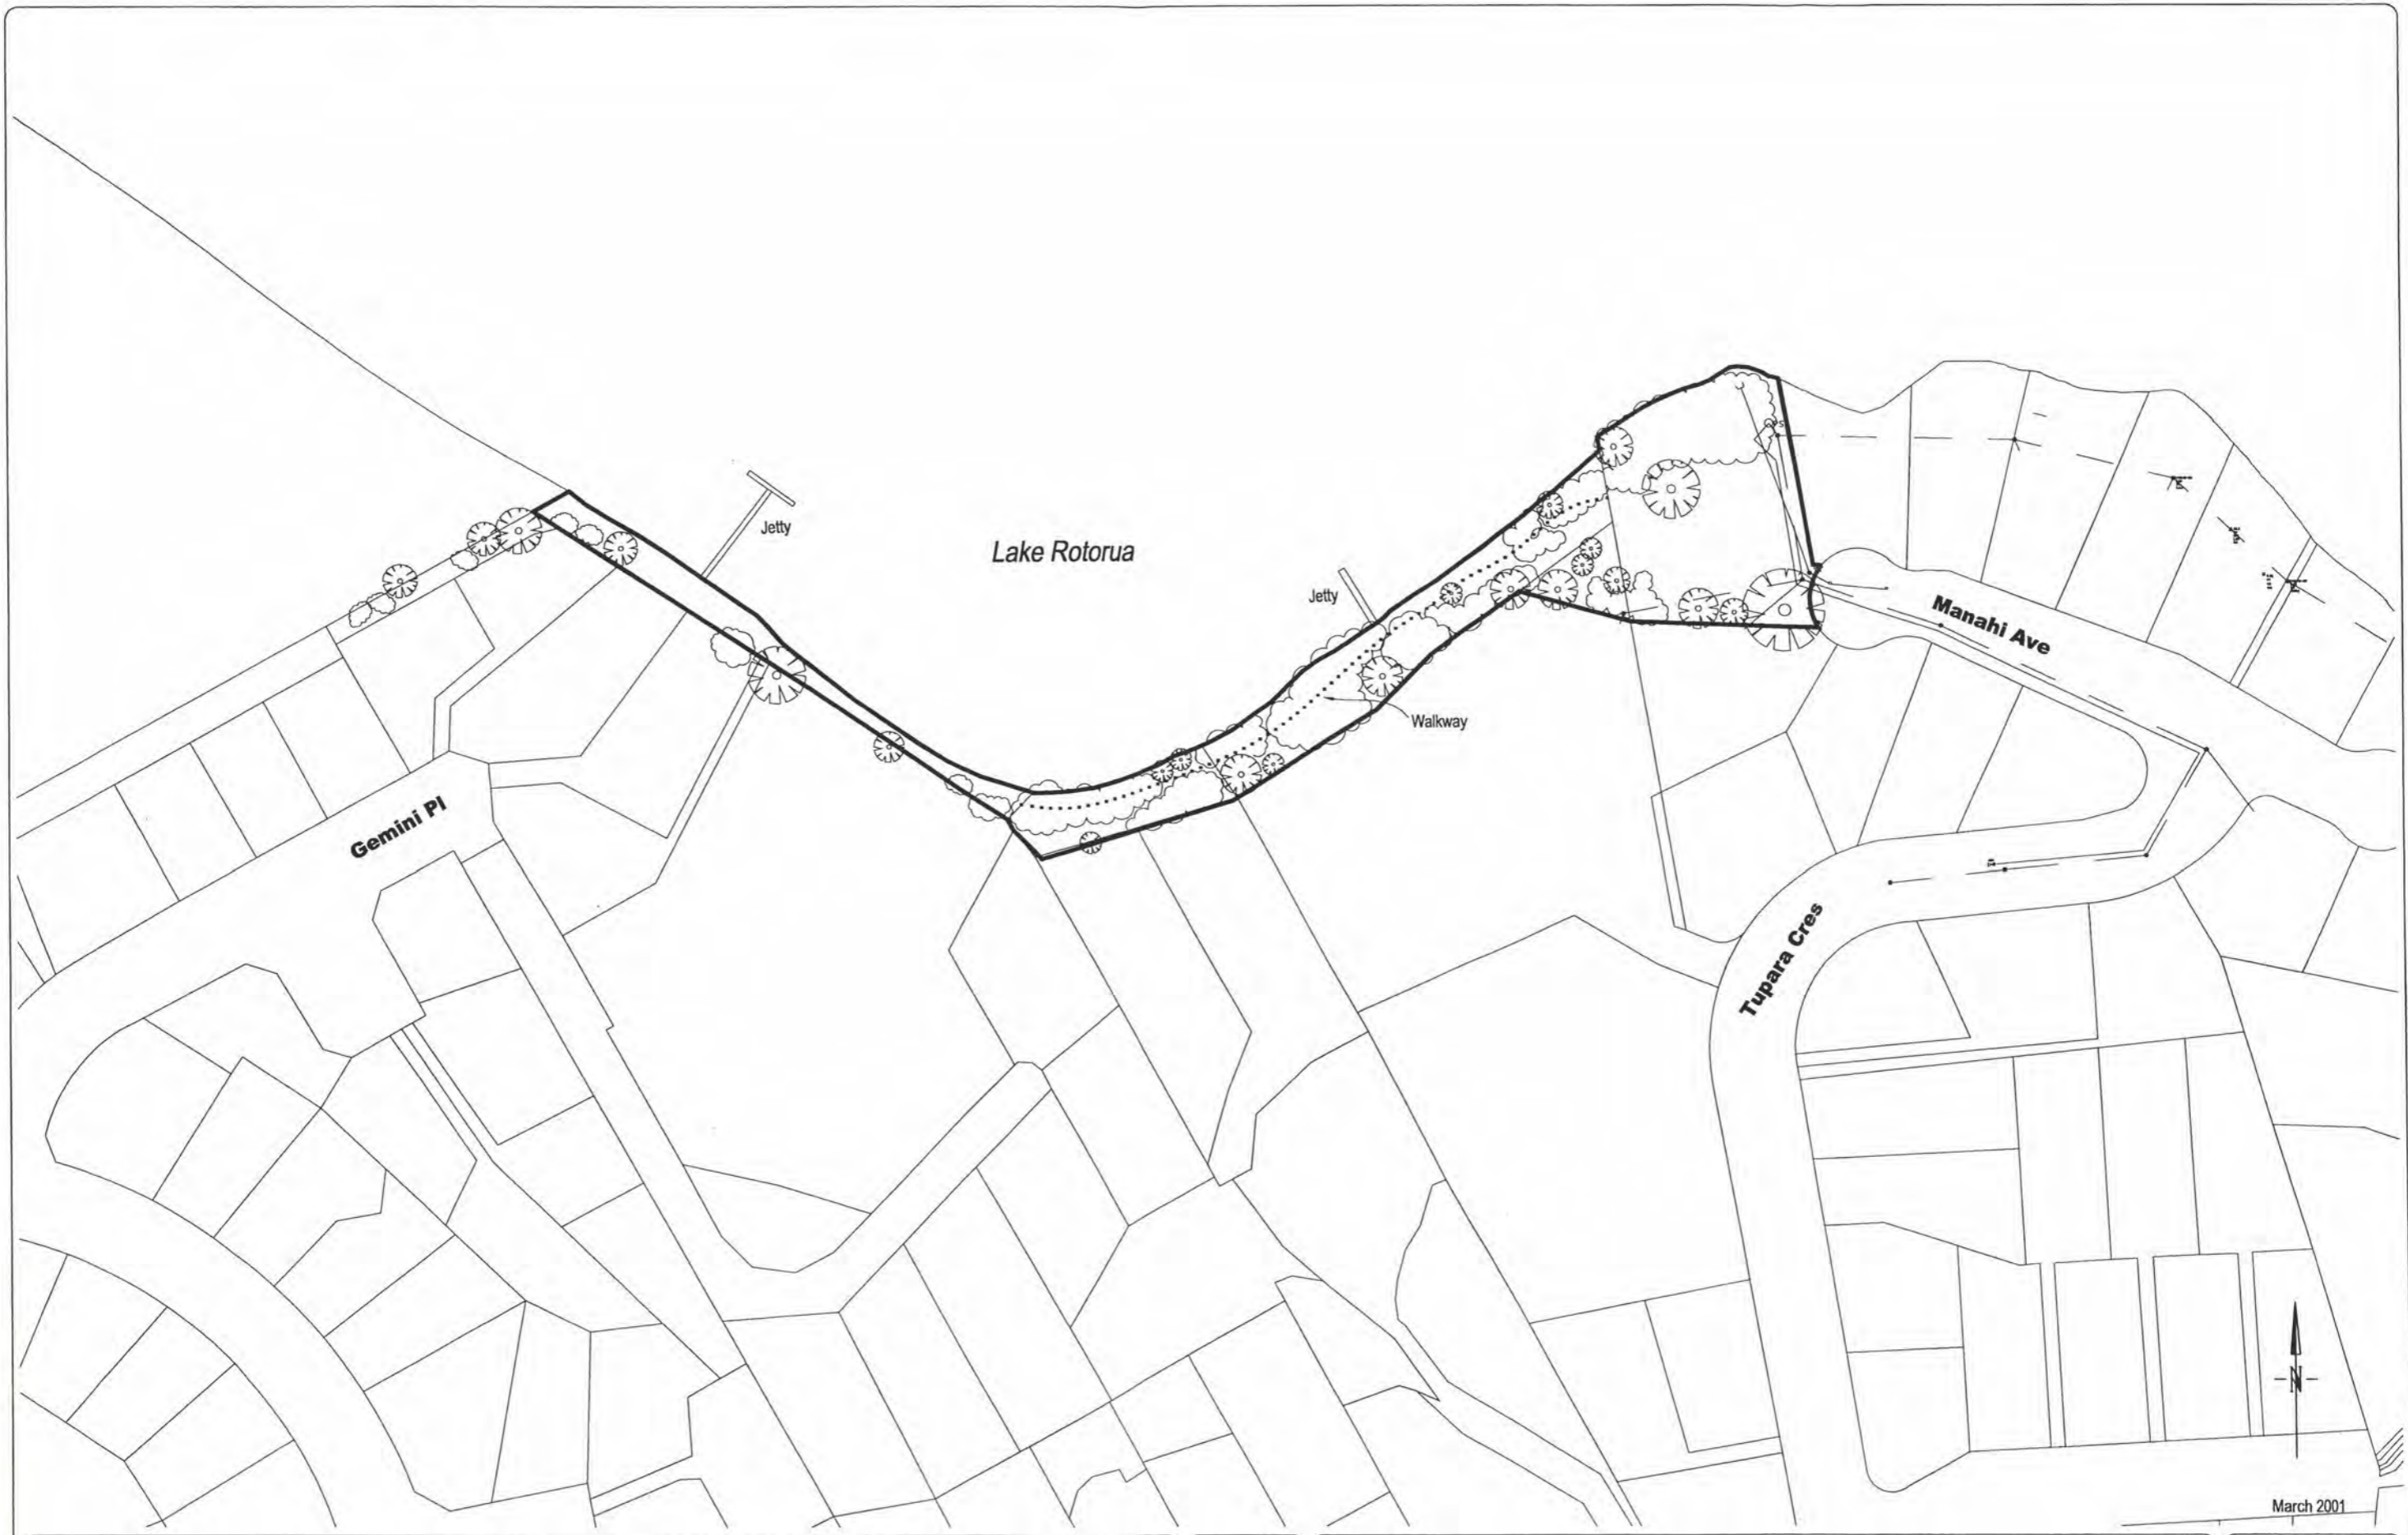 Jetty
Lake Rotorua
Jetty
Manahi Ave
Walkway
Gemini Pl
Tupara Cres
N
March 2001